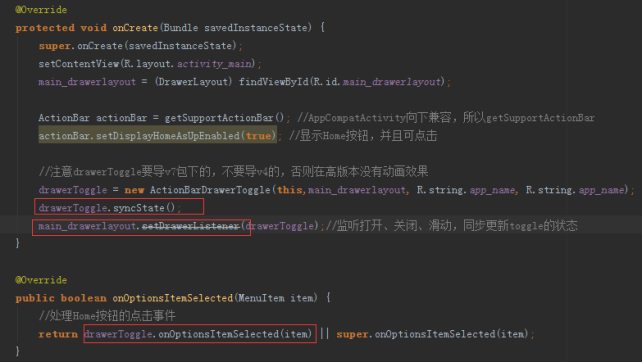 @Override
protected void onCreate(Bundle savedInstanceState) {
super.onCreate(savedInstanceState);
setContentView(R.layout.activity_main);
main_drawerlayout = (DrawerLayout) findViewById(R.id.main_drawerlayout);
ActionBar actionBar = getSupportActionBar(); //AppCompatActivity向下兼容，所以getSupportActionBar
actionBar.setDisplayHomeAsUpEnabled(true); //显示Home按钮，并且可点击
//注意drawerToggle要导v7包下的，不要导v4的，否则在高版本没有动画效果
drawerToggle = new ActionBarDrawerToggle(this,main_drawerlayout, R.string.app_name, R.string.app_name);
drawerToggle.syncState();
main_drawerlayout.setDrawerListener(drawerToggle);//监听打开、关闭、滑动，同步更新toggle的状态
}
@Override
public boolean onOptionsItemSelected(MenuItem item) {
//处理Home按钮的点击事件
return drawerToggle.onOptionsItemSelected(item) || super.onOptionsItemSelected(item);
}